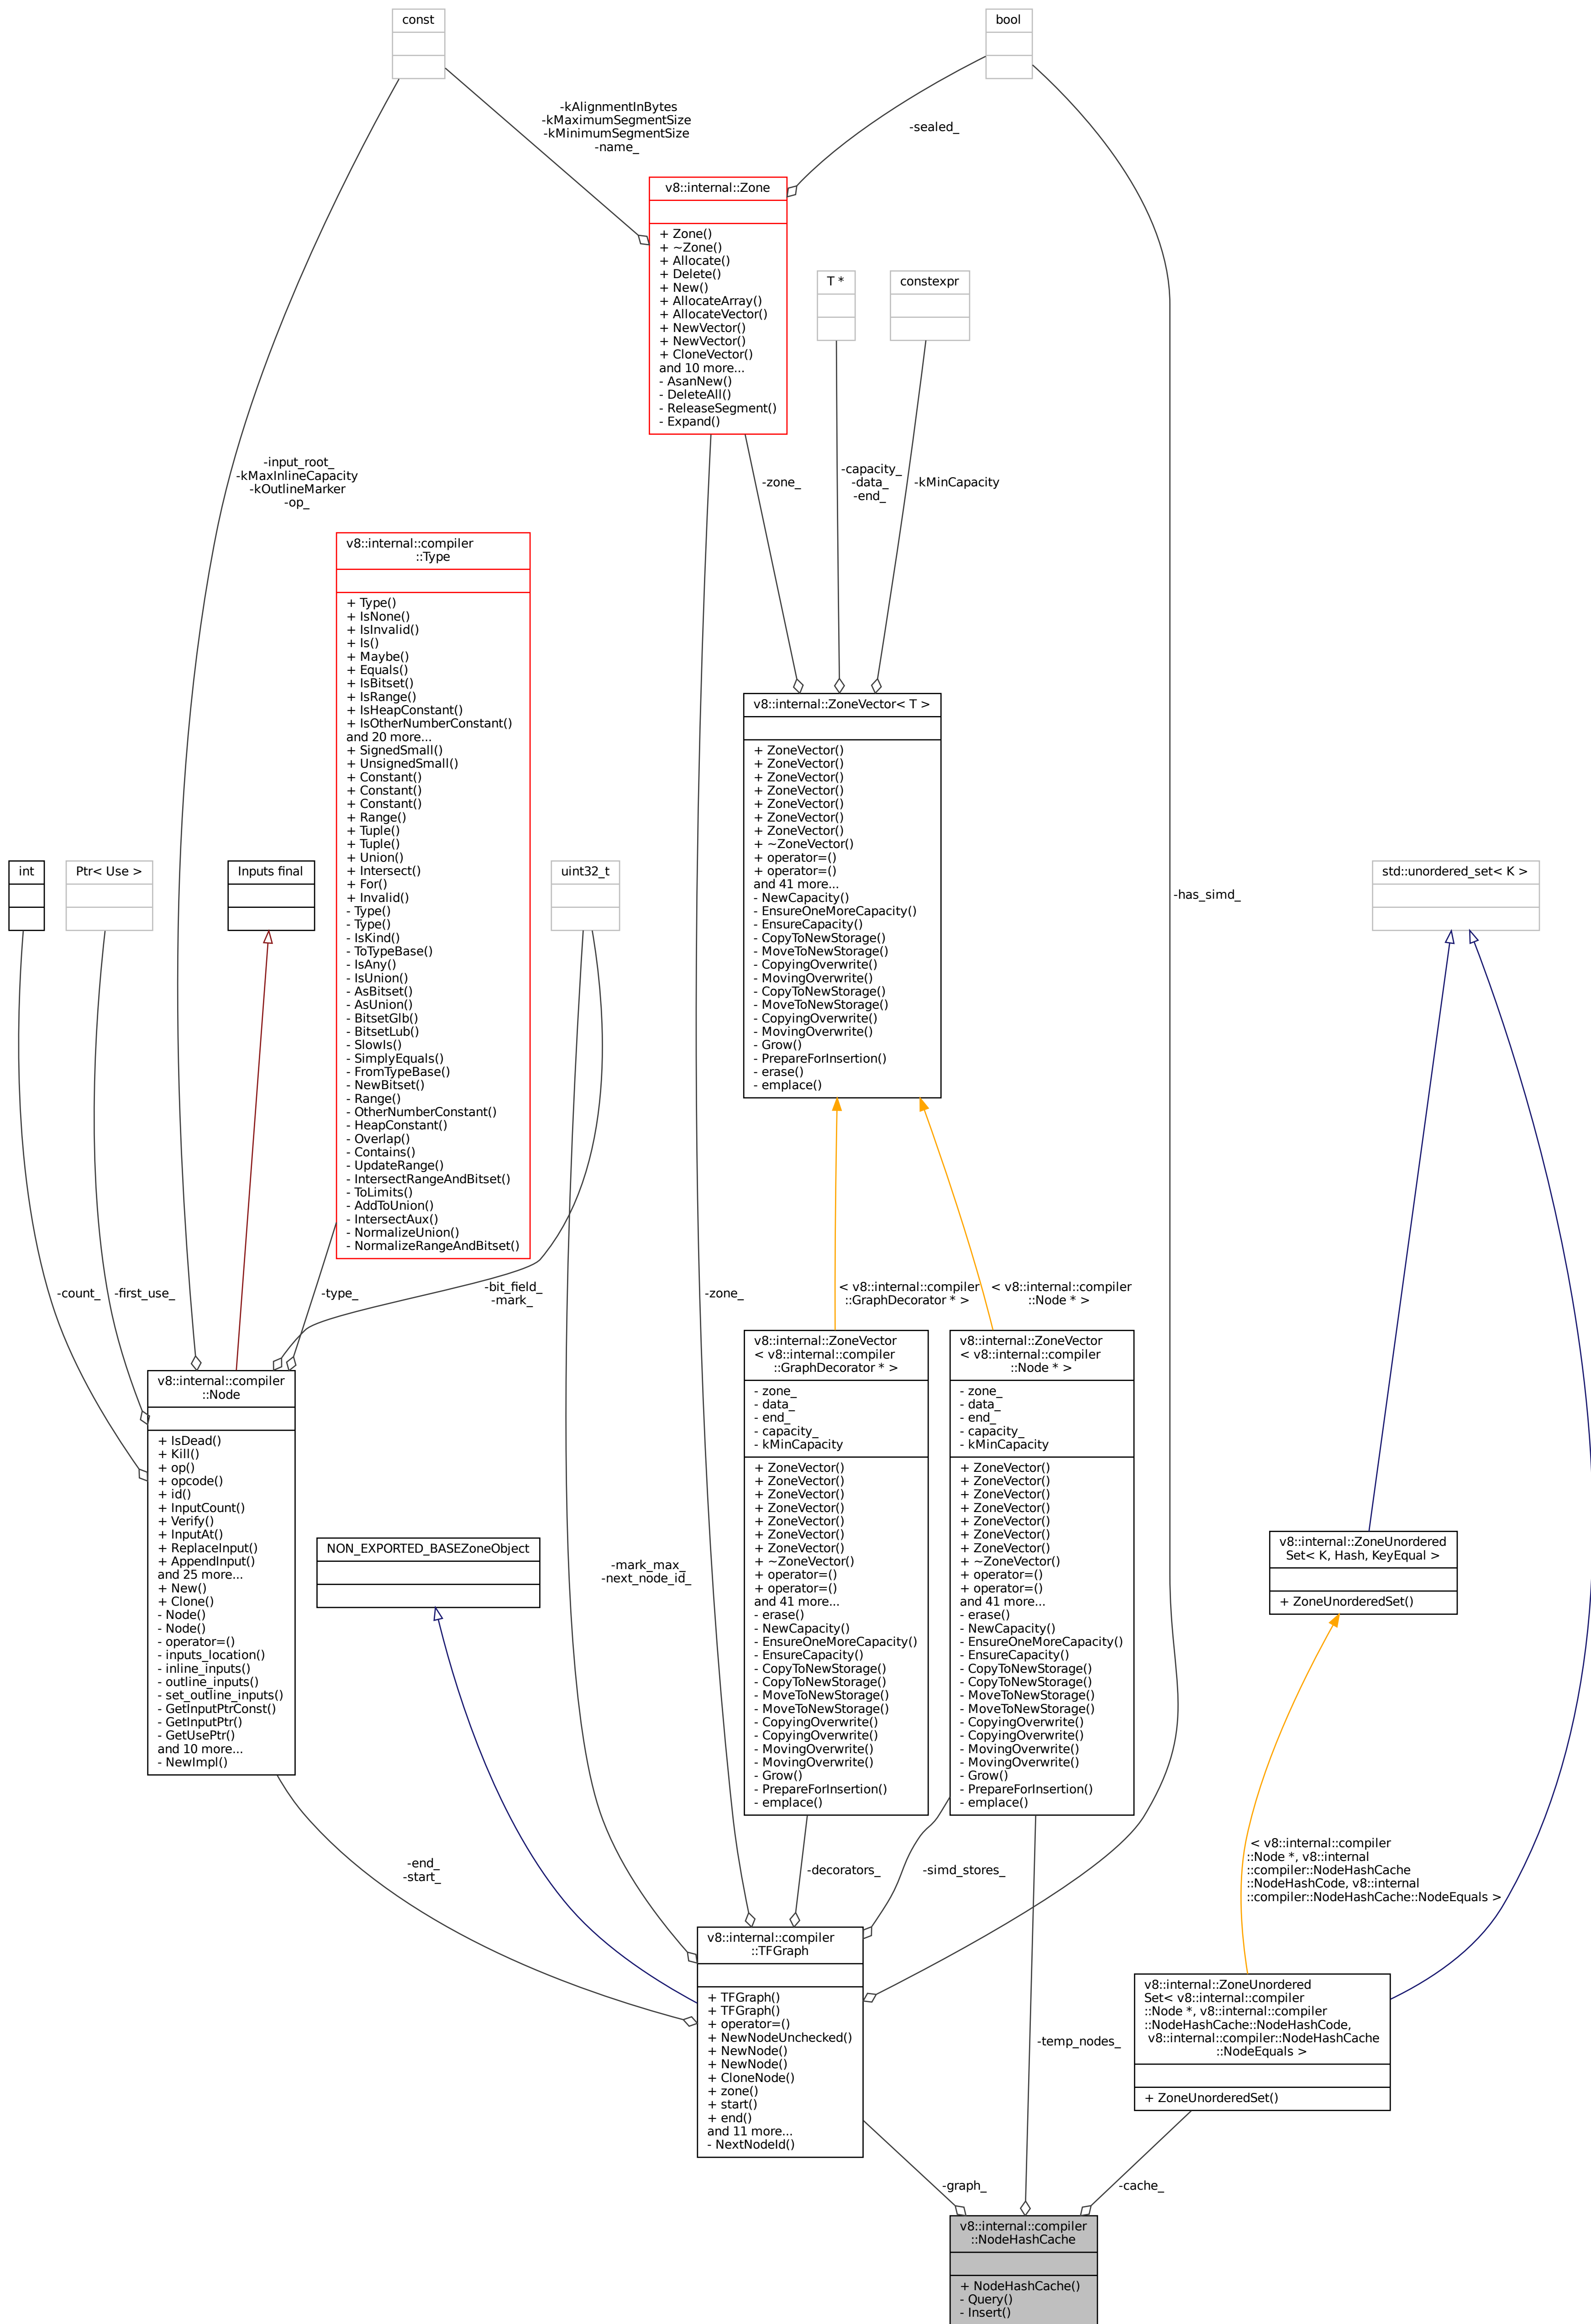 const
bool
-kAlignmentInBytes
-kMaximumSegmentSize
-kMinimumSegmentSize
-name_
-sealed_
v8::internal::Zone
+ Zone()
+ ~Zone()
+ Allocate()
+ Delete()
+ New()
+ AllocateArray()
+ AllocateVector()
+ NewVector()
+ NewVector()
+ CloneVector()
and 10 more...
- AsanNew()
- DeleteAll()
- ReleaseSegment()
- Expand()
T *
constexpr
-input_root_
-kMaxInlineCapacity
-kOutlineMarker
-op_
-zone_
-capacity_
-data_
-end_
-kMinCapacity
v8::internal::compiler
::Type
+ Type()
+ IsNone()
+ IsInvalid()
+ Is()
+ Maybe()
+ Equals()
+ IsBitset()
+ IsRange()
+ IsHeapConstant()
+ IsOtherNumberConstant()
and 20 more...
+ SignedSmall()
+ UnsignedSmall()
+ Constant()
+ Constant()
+ Constant()
+ Range()
+ Tuple()
+ Tuple()
+ Union()
+ Intersect()
+ For()
+ Invalid()
- Type()
- Type()
- IsKind()
- ToTypeBase()
- IsAny()
- IsUnion()
- AsBitset()
- AsUnion()
- BitsetGlb()
- BitsetLub()
- SlowIs()
- SimplyEquals()
- FromTypeBase()
- NewBitset()
- Range()
- OtherNumberConstant()
- HeapConstant()
- Overlap()
- Contains()
- UpdateRange()
- IntersectRangeAndBitset()
- ToLimits()
- AddToUnion()
- IntersectAux()
- NormalizeUnion()
- NormalizeRangeAndBitset()
v8::internal::ZoneVector< T >
+ ZoneVector()
+ ZoneVector()
+ ZoneVector()
+ ZoneVector()
+ ZoneVector()
+ ZoneVector()
+ ZoneVector()
+ ~ZoneVector()
+ operator=()
+ operator=()
and 41 more...
- NewCapacity()
- EnsureOneMoreCapacity()
- EnsureCapacity()
- CopyToNewStorage()
- MoveToNewStorage()
- CopyingOverwrite()
- MovingOverwrite()
- CopyToNewStorage()
- MoveToNewStorage()
- CopyingOverwrite()
- MovingOverwrite()
- Grow()
- PrepareForInsertion()
- erase()
- emplace()
-has_simd_
int
Ptr< Use >
Inputs final
uint32_t
std::unordered_set< K >
-count_
-first_use_
-type_
-bit_field_
-mark_
-zone_
< v8::internal::compiler
::GraphDecorator * >
< v8::internal::compiler
::Node * >
v8::internal::compiler
::Node
+ IsDead()
+ Kill()
+ op()
+ opcode()
+ id()
+ InputCount()
+ Verify()
+ InputAt()
+ ReplaceInput()
+ AppendInput()
and 25 more...
+ New()
+ Clone()
- Node()
- Node()
- operator=()
- inputs_location()
- inline_inputs()
- outline_inputs()
- set_outline_inputs()
- GetInputPtrConst()
- GetInputPtr()
- GetUsePtr()
and 10 more...
- NewImpl()
NON_EXPORTED_BASEZoneObject
-mark_max_
-next_node_id_
v8::internal::ZoneVector
< v8::internal::compiler
::GraphDecorator * >
- zone_
- data_
- end_
- capacity_
- kMinCapacity
+ ZoneVector()
+ ZoneVector()
+ ZoneVector()
+ ZoneVector()
+ ZoneVector()
+ ZoneVector()
+ ZoneVector()
+ ~ZoneVector()
+ operator=()
+ operator=()
and 41 more...
- erase()
- NewCapacity()
- EnsureOneMoreCapacity()
- EnsureCapacity()
- CopyToNewStorage()
- CopyToNewStorage()
- MoveToNewStorage()
- MoveToNewStorage()
- CopyingOverwrite()
- CopyingOverwrite()
- MovingOverwrite()
- MovingOverwrite()
- Grow()
- PrepareForInsertion()
- emplace()
v8::internal::ZoneVector
< v8::internal::compiler
::Node * >
- zone_
- data_
- end_
- capacity_
- kMinCapacity
+ ZoneVector()
+ ZoneVector()
+ ZoneVector()
+ ZoneVector()
+ ZoneVector()
+ ZoneVector()
+ ZoneVector()
+ ~ZoneVector()
+ operator=()
+ operator=()
and 41 more...
- erase()
- NewCapacity()
- EnsureOneMoreCapacity()
- EnsureCapacity()
- CopyToNewStorage()
- CopyToNewStorage()
- MoveToNewStorage()
- MoveToNewStorage()
- CopyingOverwrite()
- CopyingOverwrite()
- MovingOverwrite()
- MovingOverwrite()
- Grow()
- PrepareForInsertion()
- emplace()
v8::internal::ZoneUnordered
Set< K, Hash, KeyEqual >
+ ZoneUnorderedSet()
-end_
-start_
-decorators_
-simd_stores_
< v8::internal::compiler
::Node *, v8::internal
::compiler::NodeHashCache
::NodeHashCode, v8::internal
::compiler::NodeHashCache::NodeEquals >
v8::internal::compiler
::TFGraph
+ TFGraph()
+ TFGraph()
+ operator=()
+ NewNodeUnchecked()
+ NewNode()
+ NewNode()
+ CloneNode()
+ zone()
+ start()
+ end()
and 11 more...
- NextNodeId()
-temp_nodes_
v8::internal::ZoneUnordered
Set< v8::internal::compiler
::Node *, v8::internal::compiler
::NodeHashCache::NodeHashCode,
v8::internal::compiler::NodeHashCache
::NodeEquals >
+ ZoneUnorderedSet()
-graph_
-cache_
v8::internal::compiler
::NodeHashCache
+ NodeHashCache()
- Query()
- Insert()